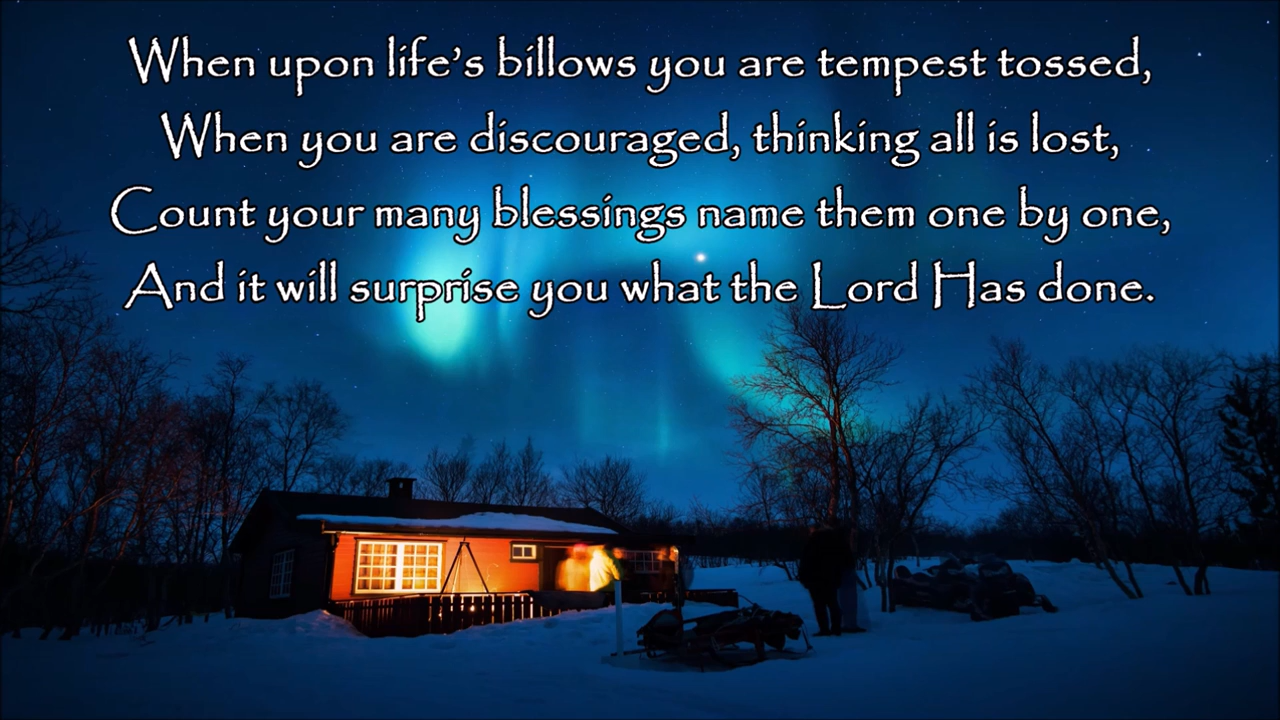 When upon life’s billows you are tempest tossed,
When you are discouraged, thinking all is lost,
Count your many blessings name them one by one,
And it will surprise you what the Lord Has done.